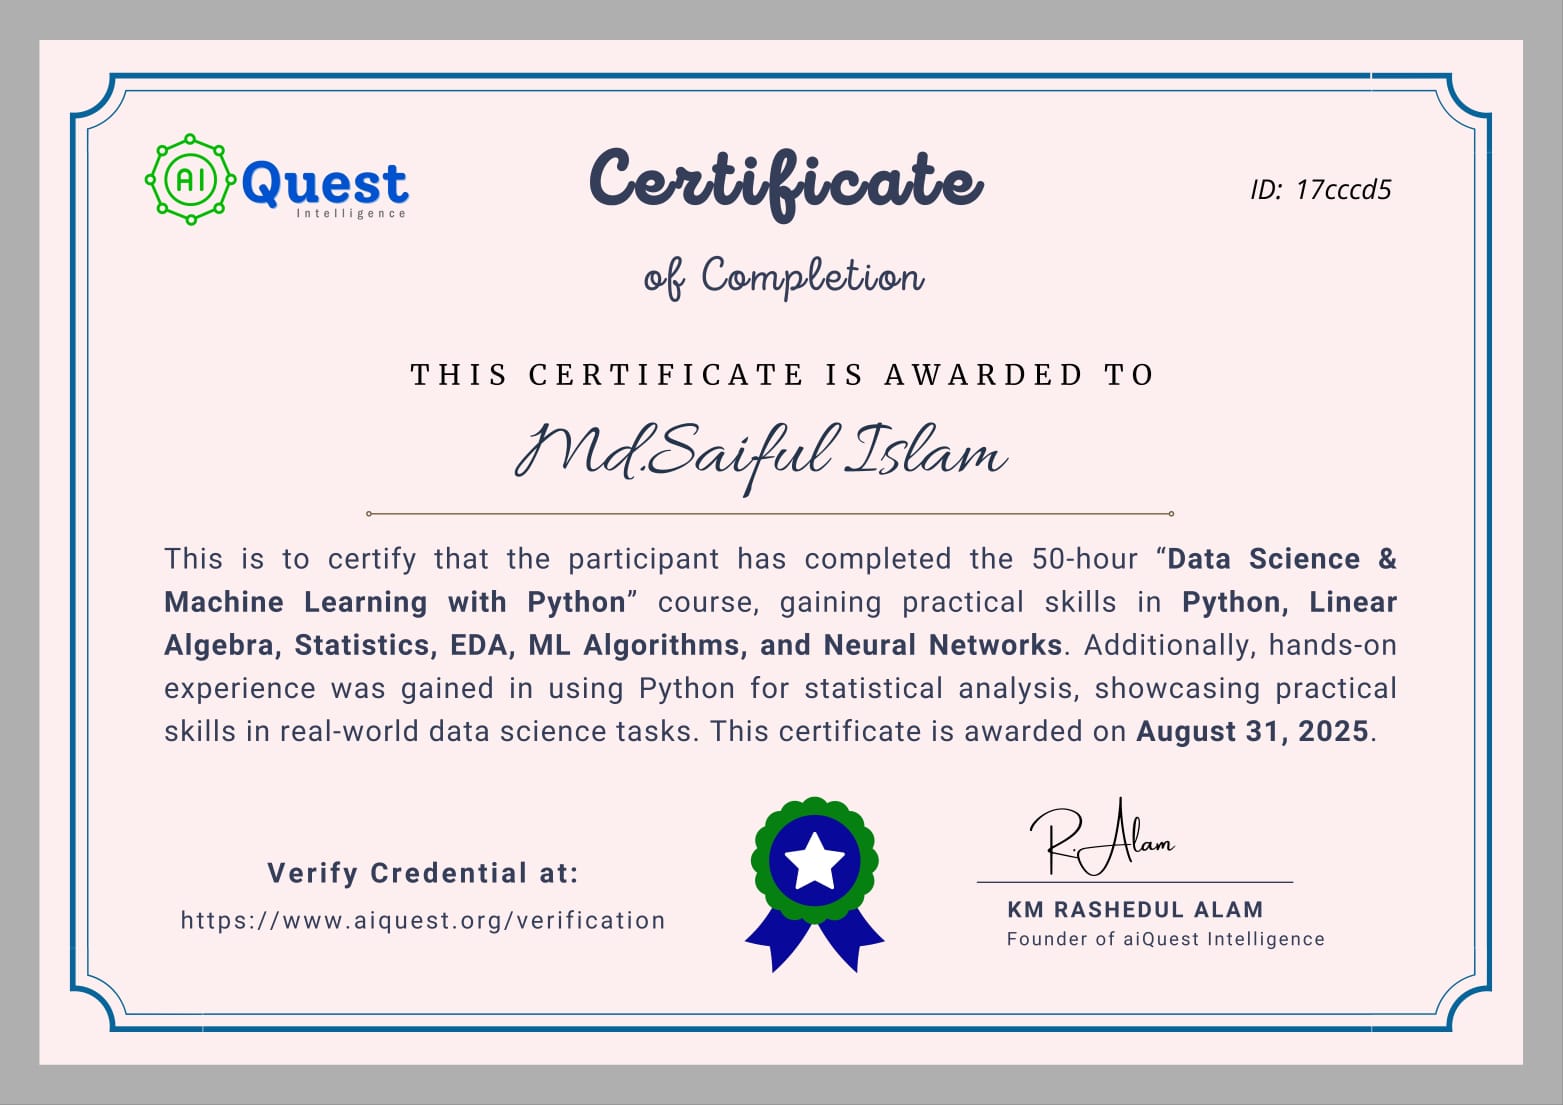 AI Quest
Intelligence
Certificate
ID: 17cccd5
of Completion
THIS CERTIFICATE IS AWARDED TO
Md.Saiful Islam
This is to certify that the participant has completed the 50-hour “Data Science &
Machine Learning with Python” course, gaining practical skills in Python, Linear
Algebra, Statistics, EDA, ML Algorithms, and Neural Networks. Additionally, hands-on
experience was gained in using Python for statistical analysis, showcasing practical
skills in real-world data science tasks. This certificate is awarded on August 31, 2025.
Verify Credential at:
https://www.aiquest.org/verification
R. Alam
KM RASHEDUL ALAM
Founder of aiQuest Intelligence